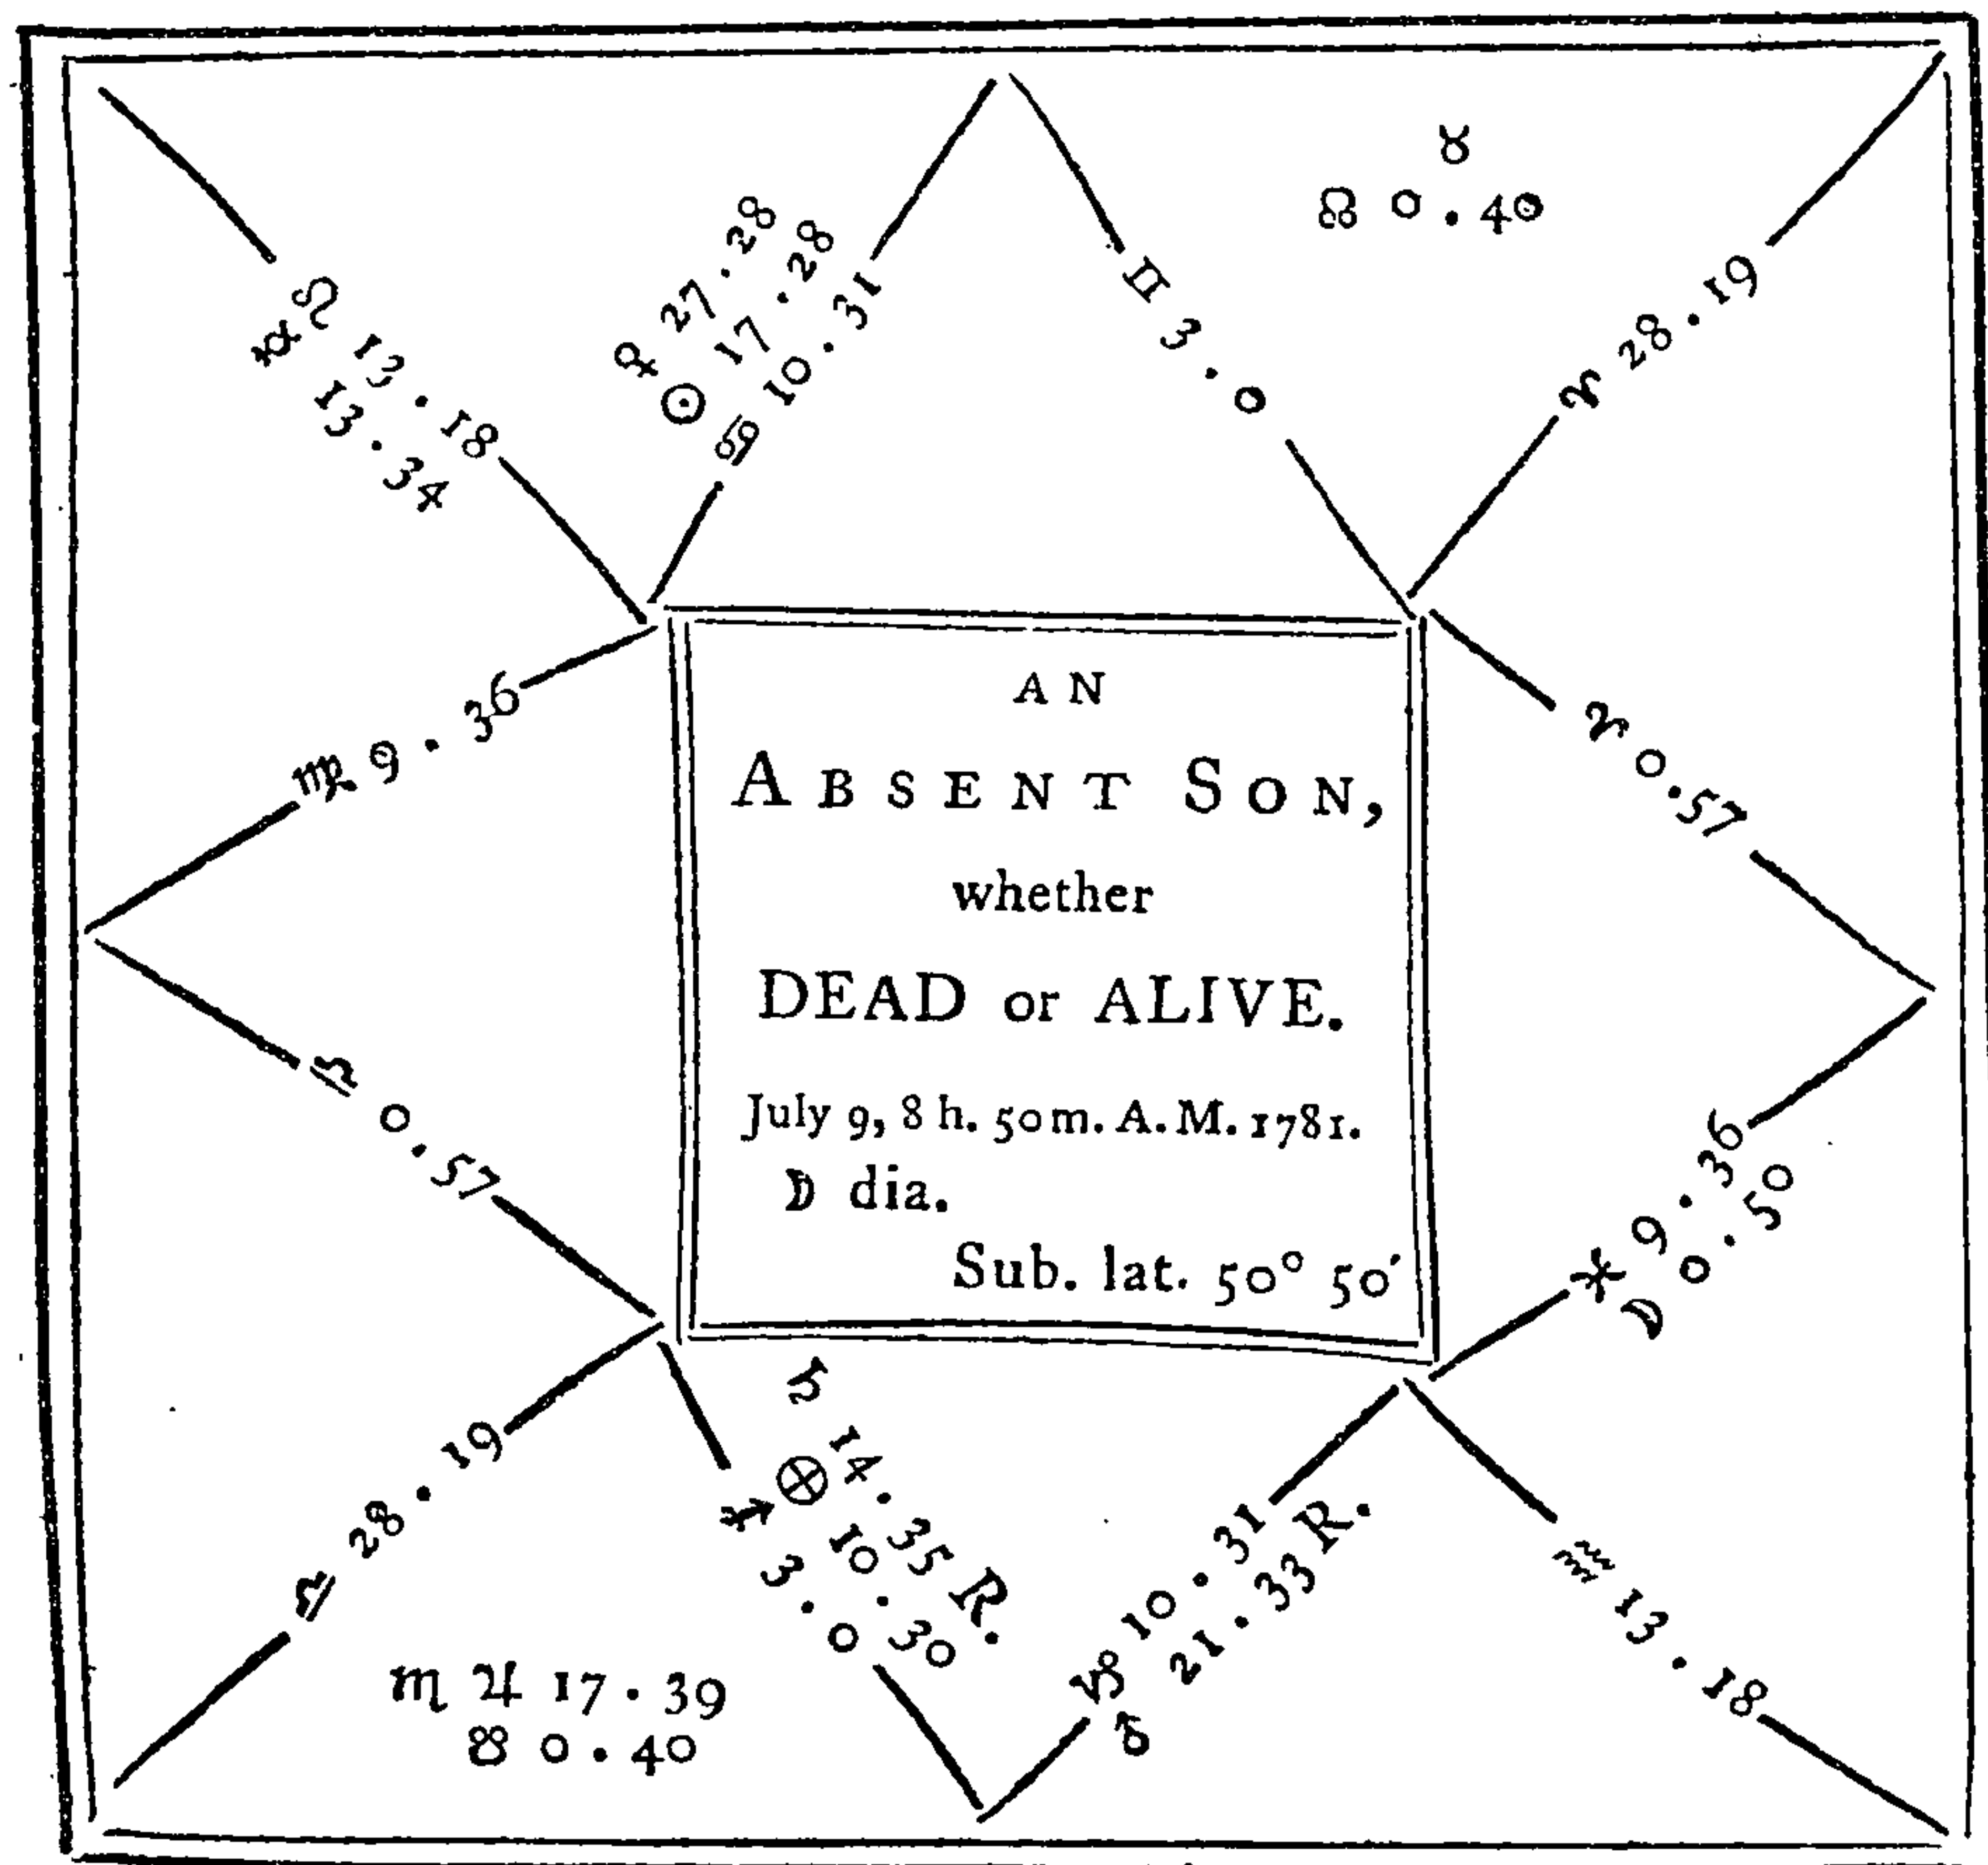 ♉
☊ 0 . 40
♀ 27 . 28
☉ 17 . 28
♋ 10 . 31
♊ 3 . 0
♈ 28 . 19
♌ 13 . 18
☿ 13 . 34
♍ 9 . 36
♈ 0 . 57
AN
ABSENT SON,
whether
DEAD or ALIVE.
July 9, 8 h. 50 m. A. M. 1781.
☽ dia.
Sub. lat. 50° 50′
♎ 0 . 57
9 . 36
☽ 0 . 50
♎ 28 . 19
♄ 14 . 35 R.
⊗ 10 . 30
♐ 3 . 0
♑ 10 . 31
♂ 21 . 33 R.
♒ 13 . 18
♏ ♃ 17 . 39
☋ 0 . 40